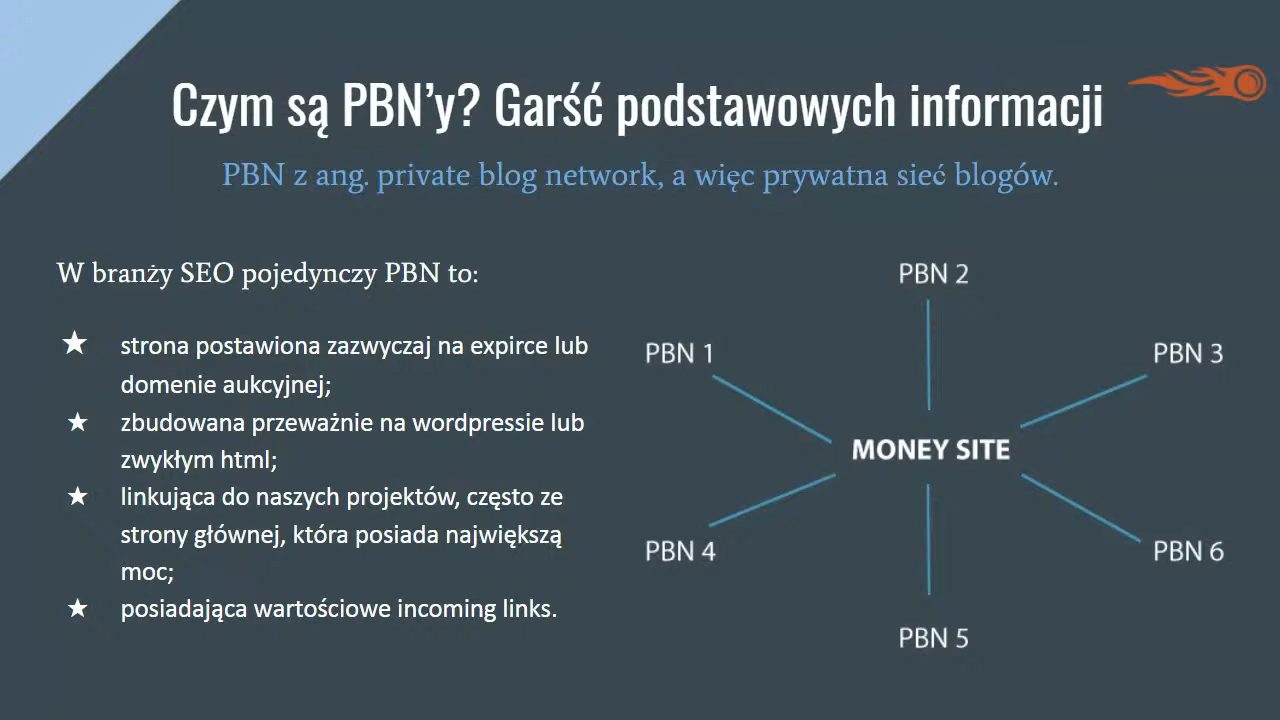 Czym są PBN’y? Garść podstawowych informacji
PBN z ang. private blog network, a więc prywatna sieć blogów.
W branży SEO pojedynczy PBN to:
★ strona postawiona zazwyczaj na expirce lub
domenie aukcyjnej;
★ zbudowana przeważnie na wordpressie lub
zwykłym html;
★ linkująca do naszych projektów, często ze
strony głównej, która posiada największą
moc;
★ posiadająca wartościowe incoming links.
PBN 2
PBN 1
PBN 3
MONEY SITE
PBN 4
PBN 6
PBN 5